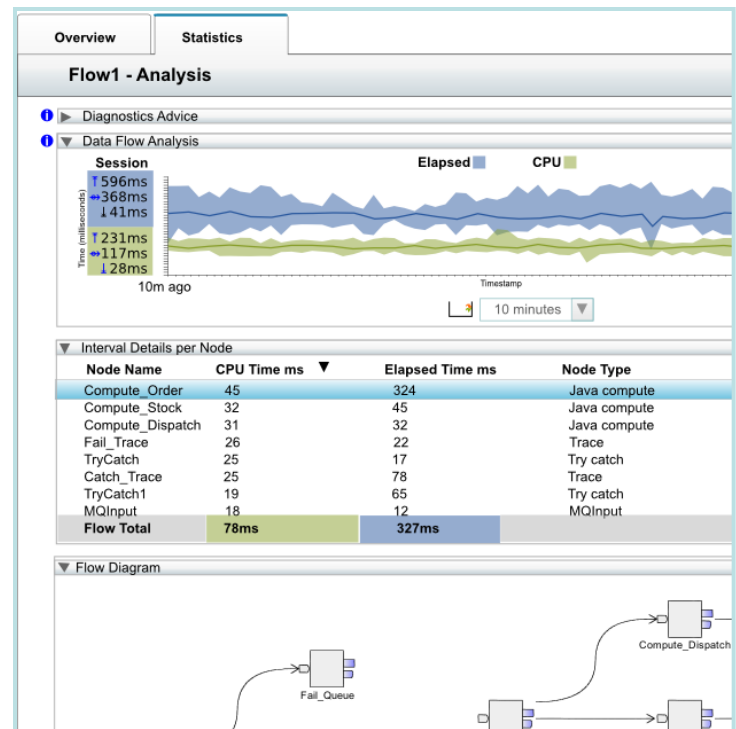 Overview Statistics
Flow1 - Analysis
i Diagnostics Advice
i Data Flow Analysis
Session Elapsed CPU
Time (milliseconds)
596ms
368ms
41ms
231ms
117ms
28ms
10m ago Timestamp
10 minutes
Interval Details per Node
Node Name CPU Time ms Elapsed Time ms Node Type
Compute_Order 45 324 Java compute
Compute_Stock 32 45 Java compute
Compute_Dispatch 31 32 Java compute
Fail_Trace 26 22 Trace
TryCatch 25 17 Try catch
Catch_Trace 25 78 Trace
TryCatch1 19 65 Try catch
MQInput 18 12 MQInput
Flow Total 78ms 327ms
Flow Diagram
Compute_Dispatch
Fail_Queue